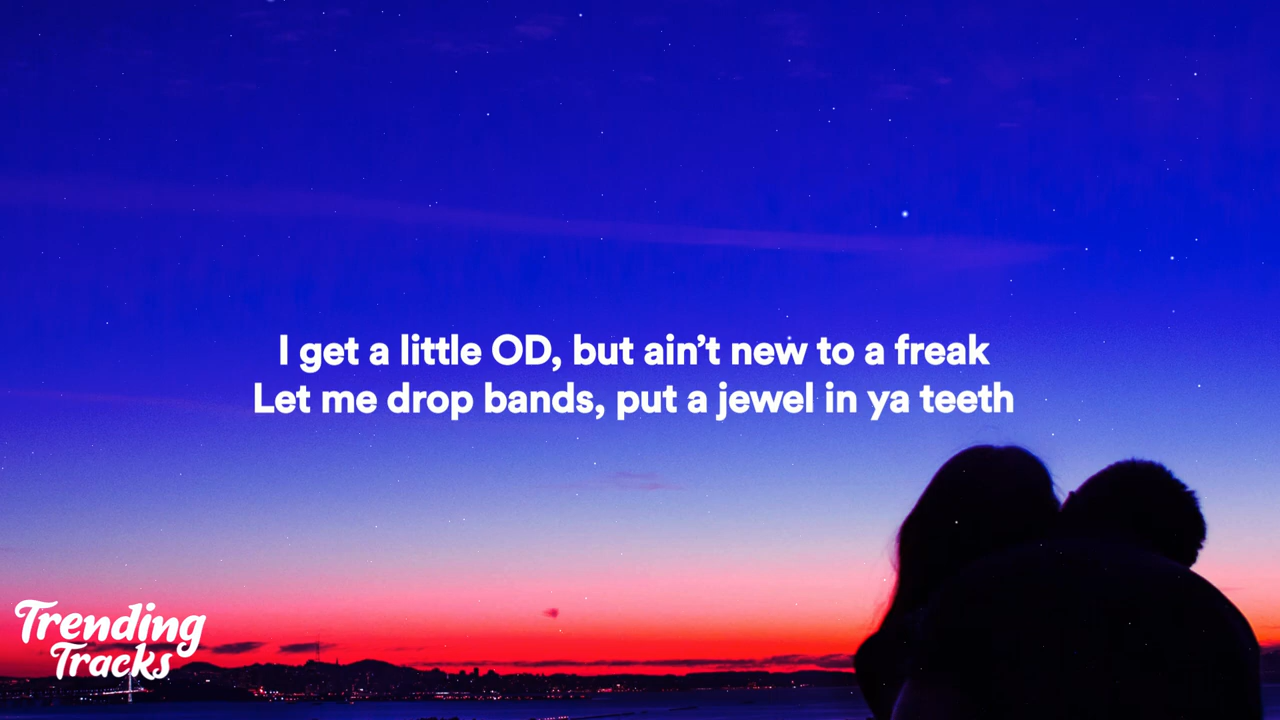 I get a little OD, but ain’t new to a freak
Let me drop bands, put a jewel in ya teeth
Trending
Tracks